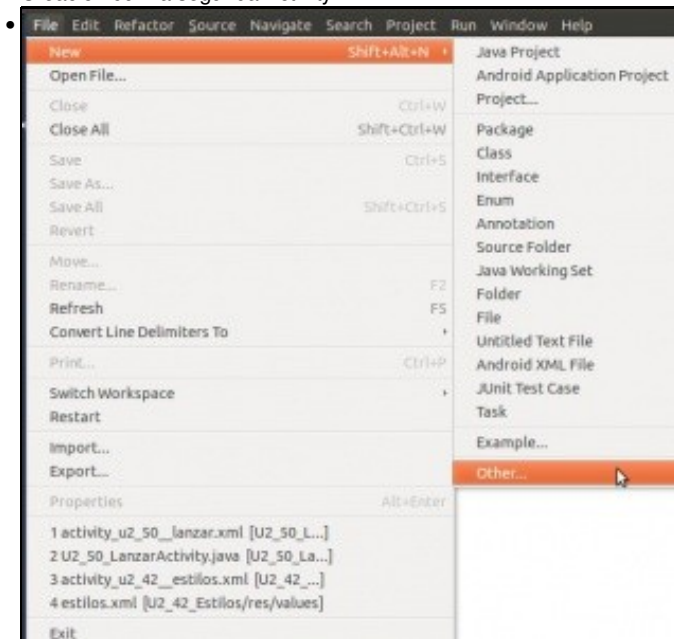 File Edit Refactor Source Navigate Search Project Run Window Help
New Shift+Alt+N
Open File...
Close Ctrl+W
Close All Shift+Ctrl+W
Save Ctrl+S
Save As...
Save All Shift+Ctrl+S
Revert
Move...
Rename... F2
Refresh F5
Convert Line Delimiters To
Print... Ctrl+P
Switch Workspace
Restart
Import...
Export...
Properties Alt+Enter
1 activity_u2_50__lanzar.xml [U2_50_L...]
2 U2_50_LanzarActivity.java [U2_50_La...]
3 activity_u2_42__estilos.xml [U2_42_...]
4 estilos.xml [U2_42_Estilos/res/values]
Exit
Java Project
Android Application Project
Project...
Package
Class
Interface
Enum
Annotation
Source Folder
Java Working Set
Folder
File
Untitled Text File
Android XML File
JUnit Test Case
Task
Example...
Other...